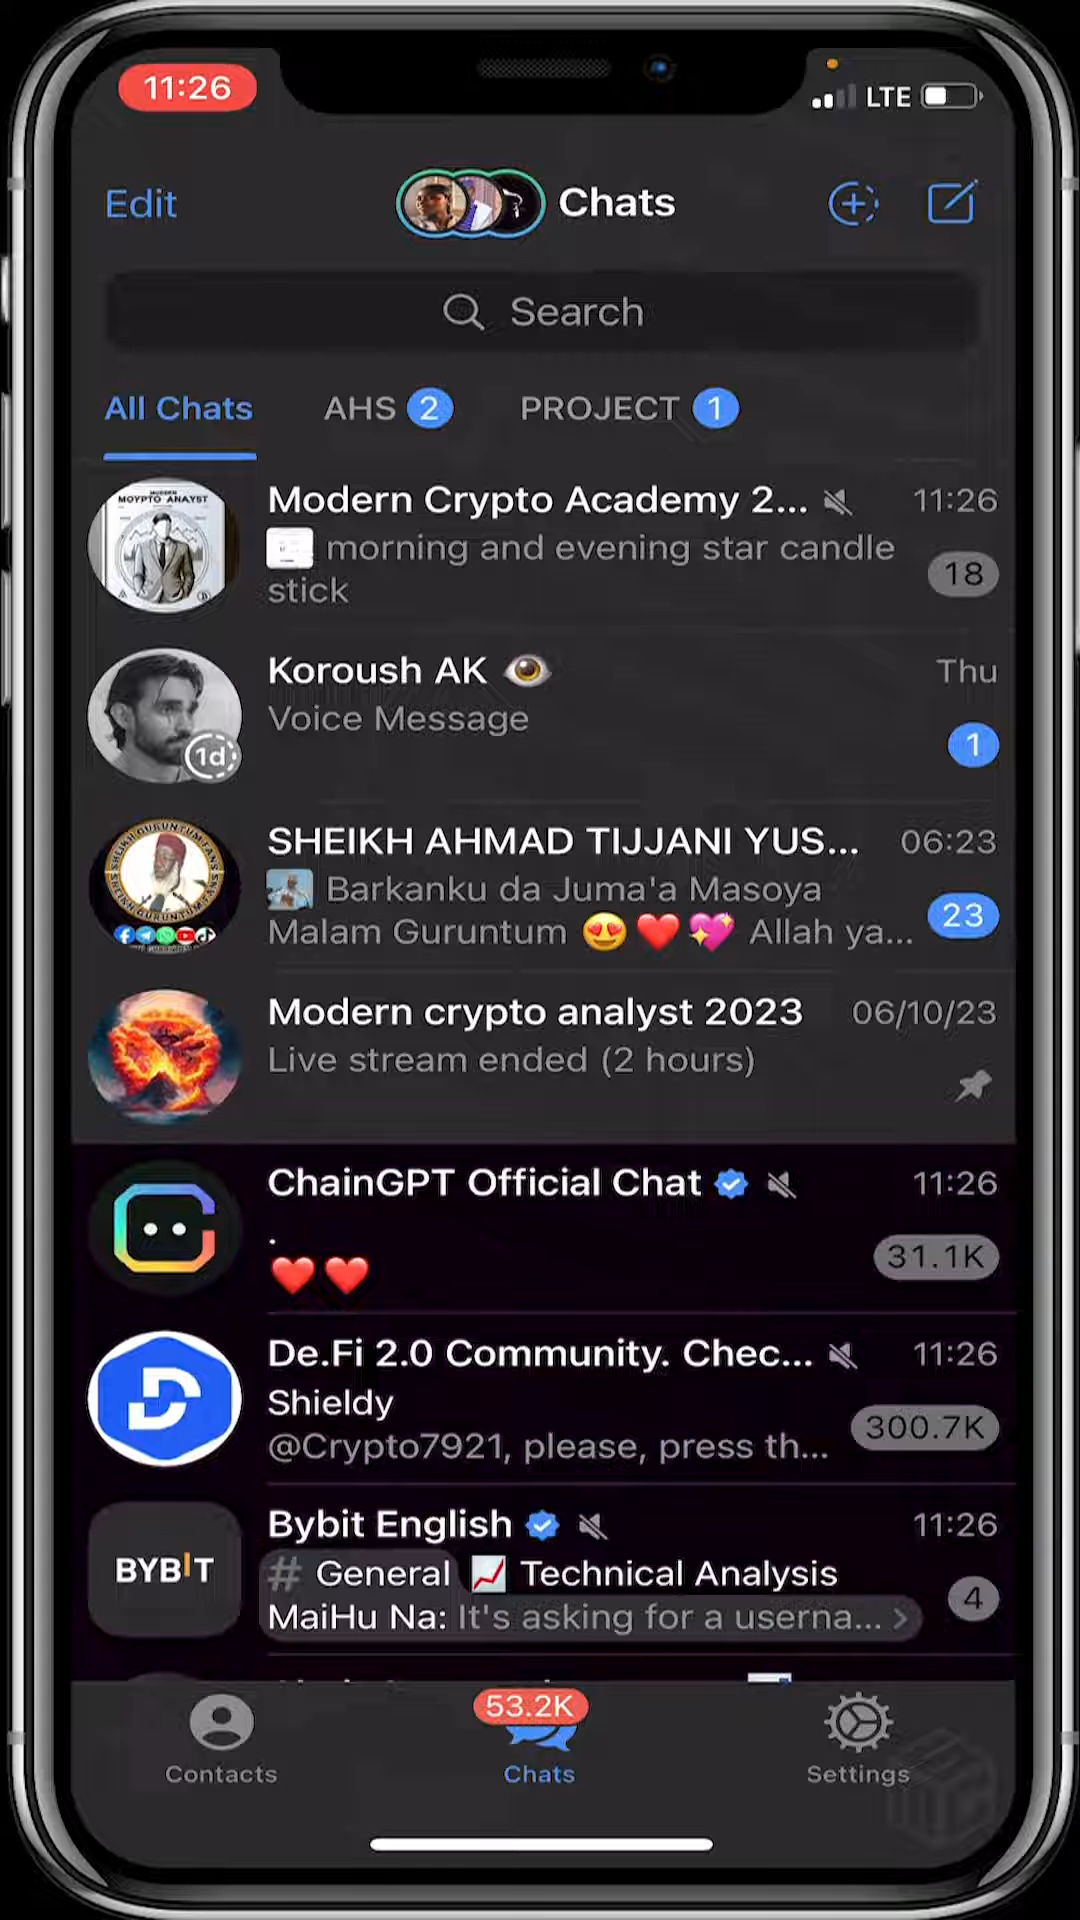 11:26
LTE
Edit
Chats
Search
All Chats
AHS 2
PROJECT 1
MODERN
MOYPTO ANAYST
Modern Crypto Academy 2... 11:26
morning and evening star candle
stick
18
Koroush AK Thu
Voice Message
1
1d
SHEIKH AHMAD TIJJANI YUS... 06:23
Barkanku da Juma'a Masoya
Malam Guruntum 😍 ❤️ 💖 Allah ya...
23
Modern crypto analyst 2023 06/10/23
Live stream ended (2 hours)
ChainGPT Official Chat 11:26
.
❤️ ❤️
31.1K
De.Fi 2.0 Community. Chec... 11:26
Shieldy
@Crypto7921, please, press th...
300.7K
BYBIT
Bybit English 11:26
# General 📈 Technical Analysis
MaiHu Na: It's asking for a userna... >
4
53.2K
Contacts
Chats
Settings